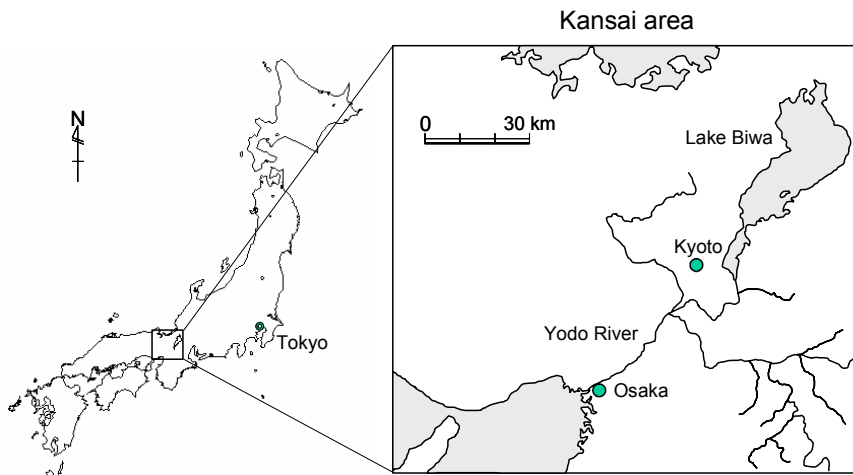 Kansai area
N
0 30 km
Lake Biwa
Kyoto
Yodo River
Tokyo
Osaka